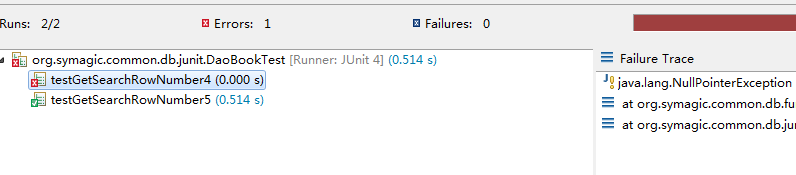 Runs: 2/2 Errors: 1 Failures: 0
org.symagic.common.db.junit.DaoBookTest [Runner: JUnit 4] (0.514 s)
testGetSearchRowNumber4 (0.000 s)
testGetSearchRowNumber5 (0.514 s)
Failure Trace
java.lang.NullPointerException
at org.symagic.common.db.fu
at org.symagic.common.db.ju